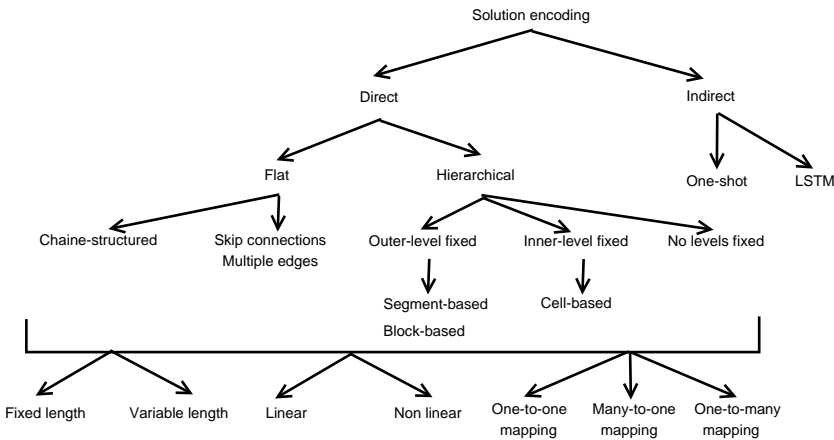 Solution encoding
Direct
Indirect
Flat
Hierarchical
One-shot
LSTM
Chaine-structured
Skip connections
Multiple edges
Outer-level fixed
Inner-level fixed
No levels fixed
Segment-based
Cell-based
Block-based
Fixed length
Variable length
Linear
Non linear
One-to-one
mapping
Many-to-one
mapping
One-to-many
mapping